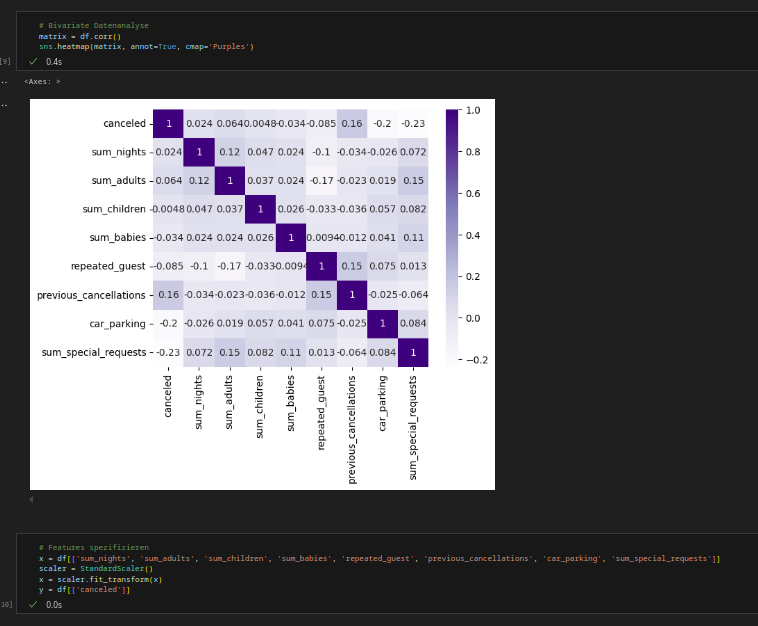 # Bivariate Datenanalyse
matrix = df.corr()
sns.heatmap(matrix, annot=True, cmap='Purples')
[9] ✓ 0.4s
<Axes: >
canceled 1 0.024 0.064 0.0048 -0.034 -0.085 0.16 -0.2 -0.23
sum_nights 0.024 1 0.12 0.047 0.024 -0.1 -0.034 -0.026 0.072
sum_adults 0.064 0.12 1 0.037 0.024 -0.17 -0.023 0.019 0.15
sum_children 0.0048 0.047 0.037 1 0.026 -0.033 -0.036 0.057 0.082
sum_babies -0.034 0.024 0.024 0.026 1 0.0094 -0.012 0.041 0.11
repeated_guest -0.085 -0.1 -0.17 -0.033 -0.0094 1 0.15 0.075 0.013
previous_cancellations 0.16 -0.034 -0.023 -0.036 -0.012 0.15 1 -0.025 -0.064
car_parking -0.2 -0.026 0.019 0.057 0.041 0.075 -0.025 1 0.084
sum_special_requests -0.23 0.072 0.15 0.082 0.11 0.013 -0.064 0.084 1
canceled
sum_nights
sum_adults
sum_children
sum_babies
repeated_guest
previous_cancellations
car_parking
sum_special_requests
1.0
0.8
0.6
0.4
0.2
0.0
−0.2
# Features spezifizieren
x = df[['sum_nights', 'sum_adults', 'sum_children', 'sum_babies', 'repeated_guest', 'previous_cancellations', 'car_parking', 'sum_special_requests']]
scaler = StandardScaler()
x = scaler.fit_transform(x)
y = df[['canceled']]
[10] ✓ 0.0s